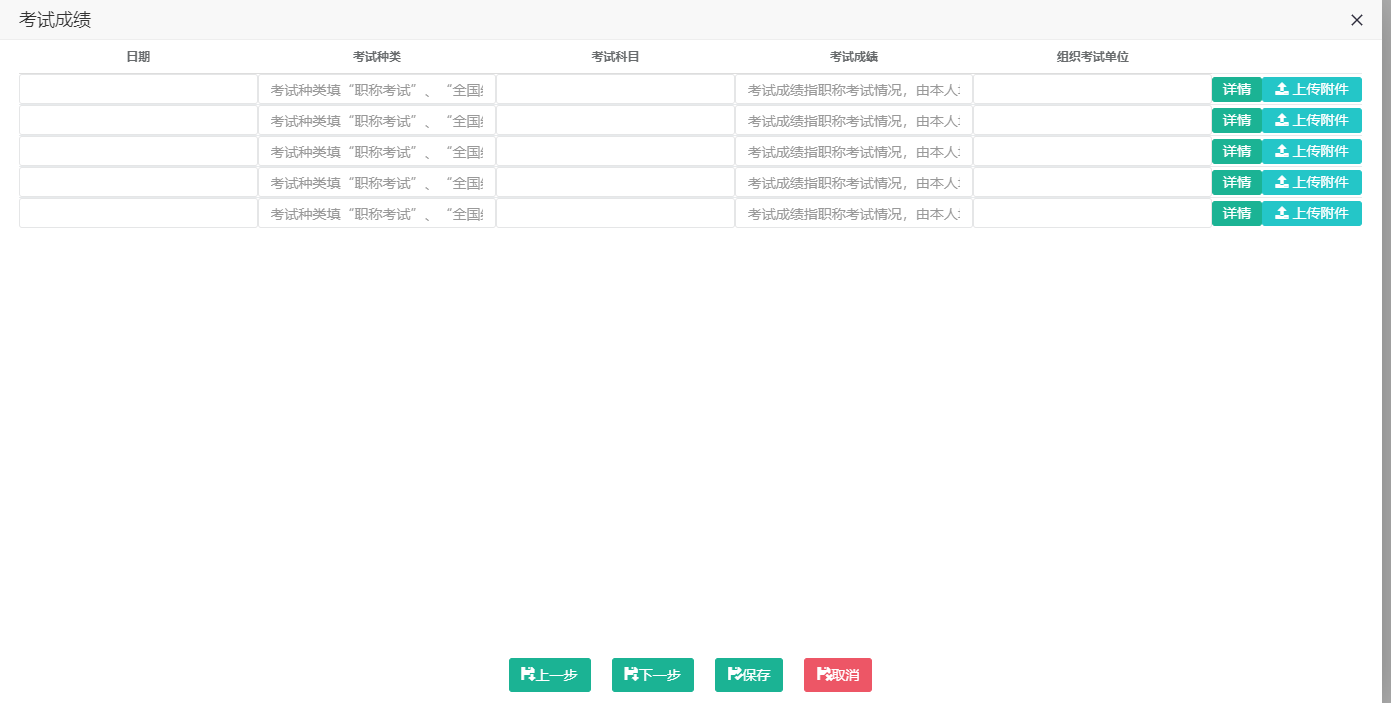 考试成绩
日期 考试种类 考试科目 考试成绩 组织考试单位
考试种类填“职称考试”、“全国 考试成绩指职称考试情况，由本人 详情 上传附件
考试种类填“职称考试”、“全国 考试成绩指职称考试情况，由本人 详情 上传附件
考试种类填“职称考试”、“全国 考试成绩指职称考试情况，由本人 详情 上传附件
考试种类填“职称考试”、“全国 考试成绩指职称考试情况，由本人 详情 上传附件
考试种类填“职称考试”、“全国 考试成绩指职称考试情况，由本人 详情 上传附件
上一步 下一步 保存 取消